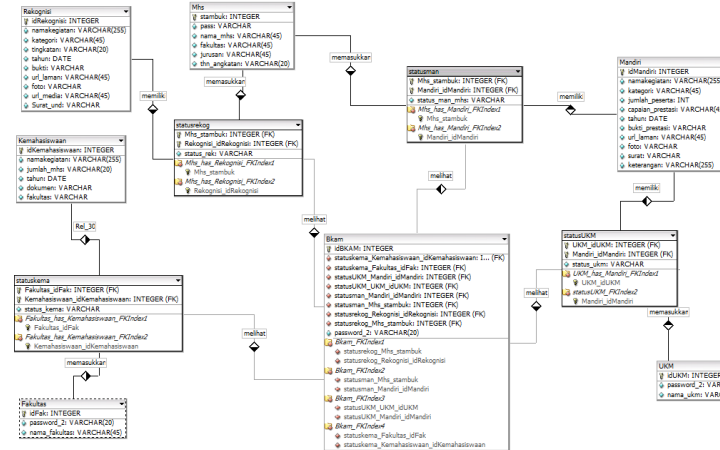 Rekognisi
idRekognisi: INTEGER
namakegiatan: VARCHAR(255)
kategori: VARCHAR(45)
tingkatan: VARCHAR(20)
tahun: DATE
bukti: VARCHAR
url_laman: VARCHAR(45)
foto: VARCHAR
url_media: VARCHAR(45)
Surat_und: VARCHAR
Mhs
stambuk: INTEGER
pass: VARCHAR
nama_mhs: VARCHAR(45)
fakultas: VARCHAR(45)
jurusan: VARCHAR(45)
thn_angkatan: VARCHAR(20)
memasukkar
memasukkar
memilik
statusman
Mhs_stambuk: INTEGER (FK)
Mandiri_idMandiri: INTEGER (FK)
status_man_mhs: VARCHAR
Mhs_has_Mandiri_FKIndex1
Mhs_stambuk
Mhs_has_Mandiri_FKIndex2
Mandiri_idMandiri
memilik
Mandiri
idMandiri: INTEGER
namakegiatan: VARCHAR(255
kategori: VARCHAR(45)
jumlah_peserta: INT
capaian_prestasi: VARCHAR(4
tahun: DATE
bukti_prestasi: VARCHAR
url_laman: VARCHAR(45)
foto: VARCHAR
surat: VARCHAR
keterangan: VARCHAR(255)
statusrekog
Mhs_stambuk: INTEGER (FK)
Rekognisi_idRekognisi: INTEGER (FK)
status_rek: VARCHAR
Mhs_has_Rekognisi_FKIndex1
Mhs_stambuk
Mhs_has_Rekognisi_FKIndex2
Rekognisi_idRekognisi
Kemahasiswaan
idKemahasiswaan: INTEGER
namakegiatan: VARCHAR(255)
jumlah_mhs: VARCHAR(20)
tahun: DATE
dokumen: VARCHAR
fakultas: VARCHAR
melihat
melihat
memiliki
Rel_30
Bkam
idBKAM: INTEGER
statuskema_Kemahasiswaan_idKemahasiswaan: I... (FK)
statuskema_Fakultas_idFak: INTEGER (FK)
statusUKM_Mandiri_idMandiri: INTEGER (FK)
statusUKM_UKM_idUKM: INTEGER (FK)
statusman_Mandiri_idMandiri: INTEGER (FK)
statusman_Mhs_stambuk: INTEGER (FK)
statusrekog_Rekognisi_idRekognisi: INTEGER (FK)
statusrekog_Mhs_stambuk: INTEGER (FK)
password_2: VARCHAR(20)
Bkam_FKIndex1
statusrekog_Mhs_stambuk
statusrekog_Rekognisi_idRekognisi
Bkam_FKIndex2
statusman_Mhs_stambuk
statusman_Mandiri_idMandiri
Bkam_FKIndex3
statusUKM_UKM_idUKM
statusUKM_Mandiri_idMandiri
Bkam_FKIndex4
statuskema_Fakultas_idFak
statuskema_Kemahasiswaan_idKemahasiswaan
statusUKM
UKM_idUKM: INTEGER (FK)
Mandiri_idMandiri: INTEGER (FK)
status_ukm: VARCHAR
UKM_has_Mandiri_FKIndex1
UKM_idUKM
statusUKM_FKIndex2
Mandiri_idMandiri
melihat
memasukkar
statuskema
Fakultas_idFak: INTEGER (FK)
Kemahasiswaan_idKemahasiswaan: INTEGER (FK)
status_kema: VARCHAR
Fakultas_has_Kemahasiswaan_FKIndex1
Fakultas_idFak
Fakultas_has_Kemahasiswaan_FKIndex2
Kemahasiswaan_idKemahasiswaan
melihat
memasukkar
UKM
idUKM: INTEGER
password_2: VAR
nama_ukm: VARC
Fakultas
idFak: INTEGER
password_2: VARCHAR(20)
nama_fakultas: VARCHAR(45)